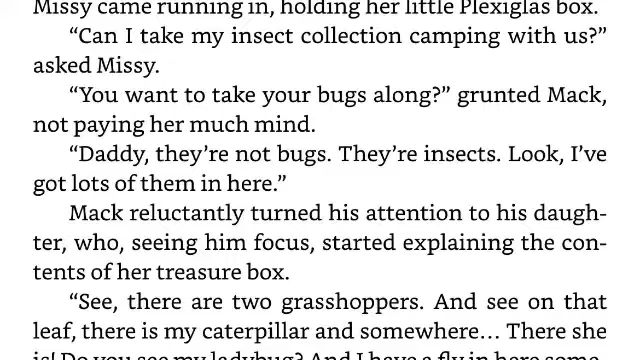 Missy came running in, holding her little Plexiglas box.
“Can I take my insect collection camping with us?”
asked Missy.
“You want to take your bugs along?” grunted Mack,
not paying her much mind.
“Daddy, they’re not bugs. They’re insects. Look, I’ve
got lots of them in here.”
Mack reluctantly turned his attention to his daugh-
ter, who, seeing him focus, started explaining the con-
tents of her treasure box.
“See, there are two grasshoppers. And see on that
leaf, there is my caterpillar and somewhere… There she
is! Do you see my ladybug? And I have a fly in here some-